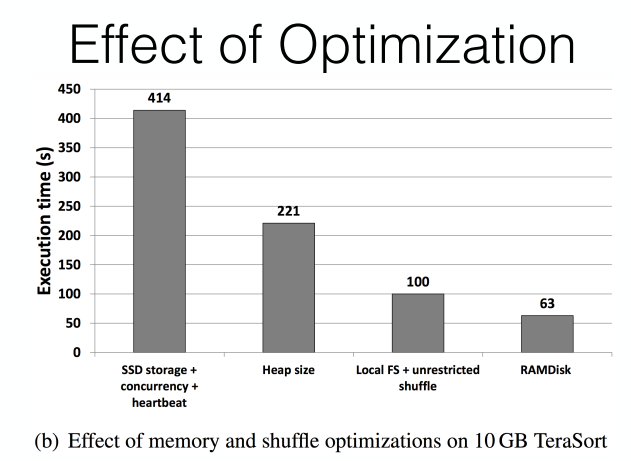 Effect of Optimization
450
400
350
300
250
200
150
100
50
0
Execution time (s)
414
221
100
63
SSD storage +
concurrency +
heartbeat
Heap size
Local FS + unrestricted
shuffle
RAMDisk
(b) Effect of memory and shuffle optimizations on 10 GB TeraSort